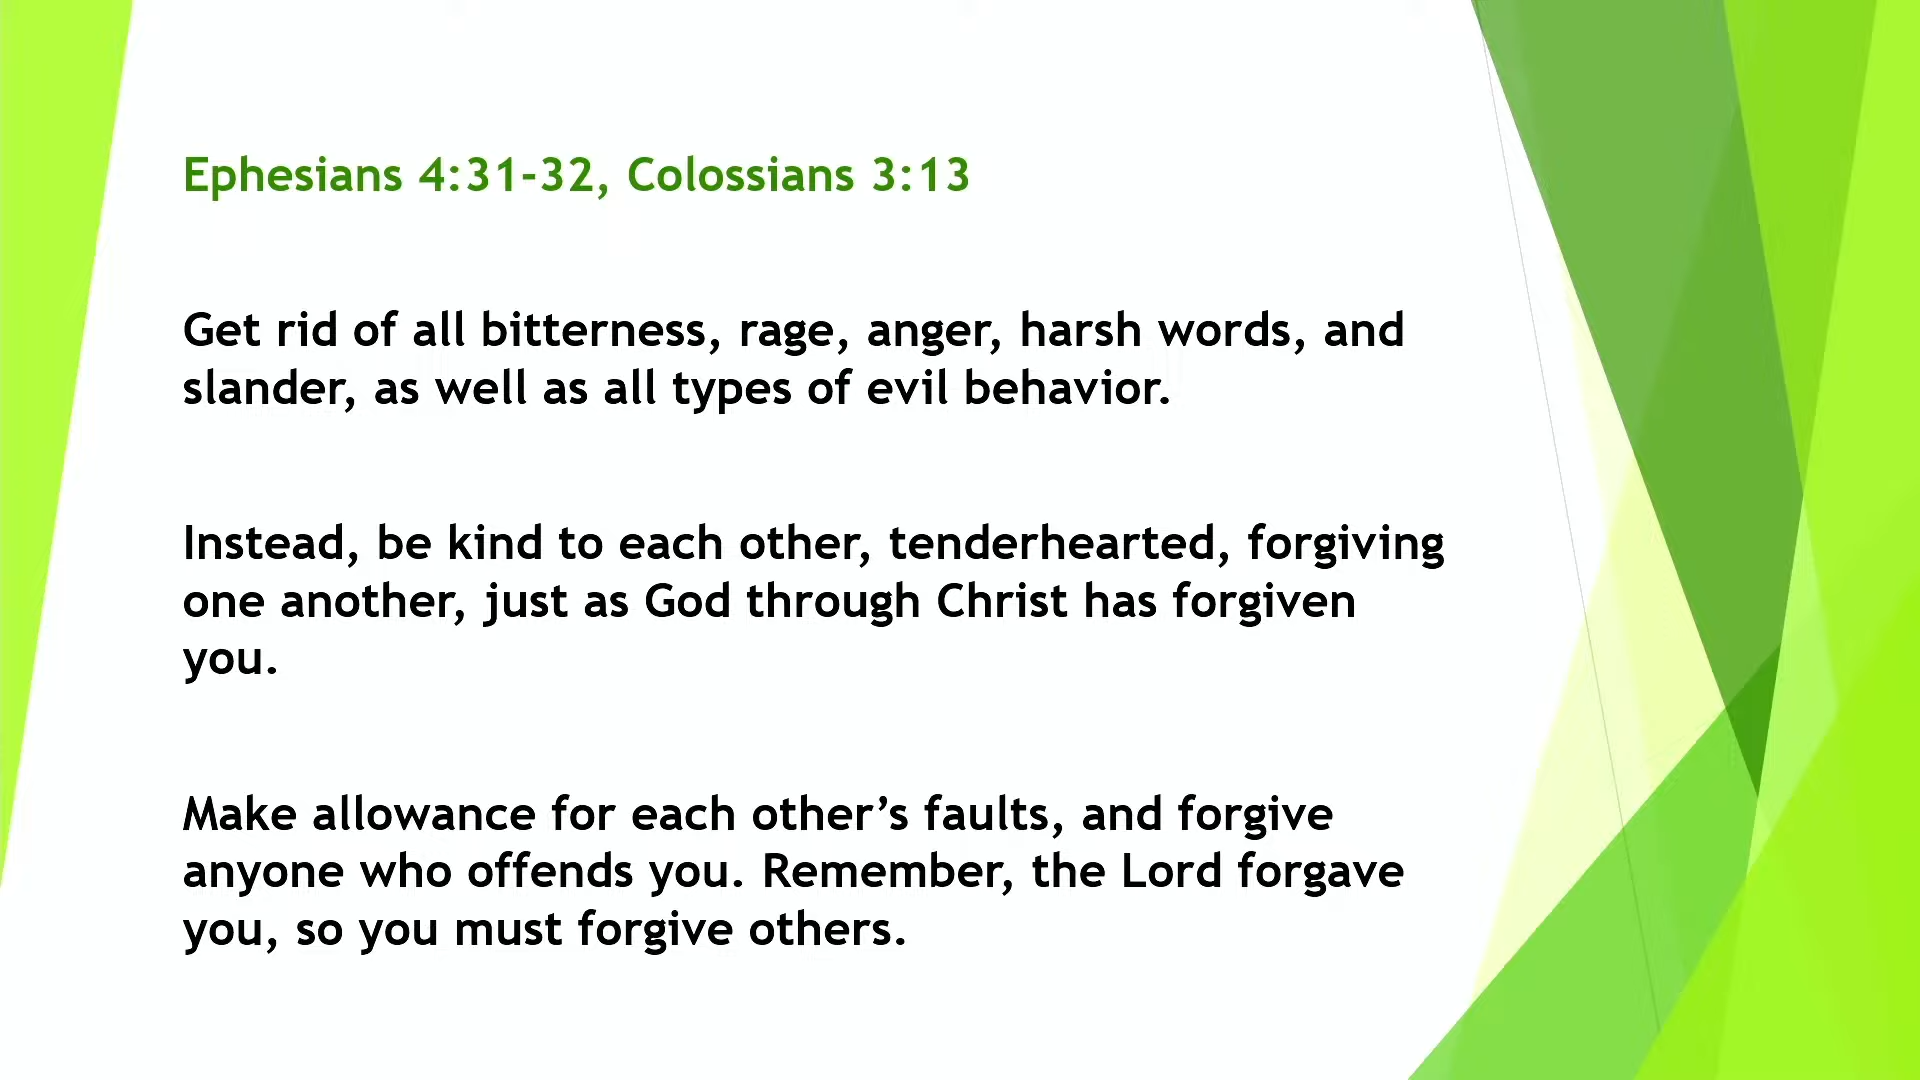 Ephesians 4:31-32, Colossians 3:13
Get rid of all bitterness, rage, anger, harsh words, and
slander, as well as all types of evil behavior.
Instead, be kind to each other, tenderhearted, forgiving
one another, just as God through Christ has forgiven
you.
Make allowance for each other’s faults, and forgive
anyone who offends you. Remember, the Lord forgave
you, so you must forgive others.